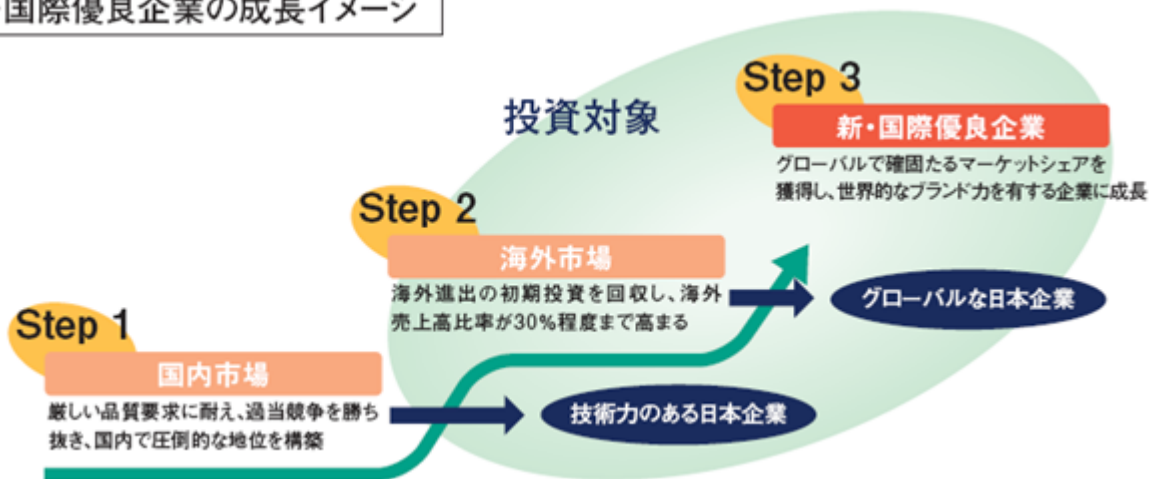 国際優良企業の成長イメージ
投資対象
Step 3
新・国際優良企業
グローバルで確固たるマーケットシェアを
獲得し、世界的なブランド力を有する企業に成長
Step 2
海外市場
海外進出の初期投資を回収し、海外
売上高比率が30%程度まで高まる
グローバルな日本企業
Step 1
国内市場
厳しい品質要求に耐え、過当競争を勝ち
抜き、国内で圧倒的な地位を構築
技術力のある日本企業